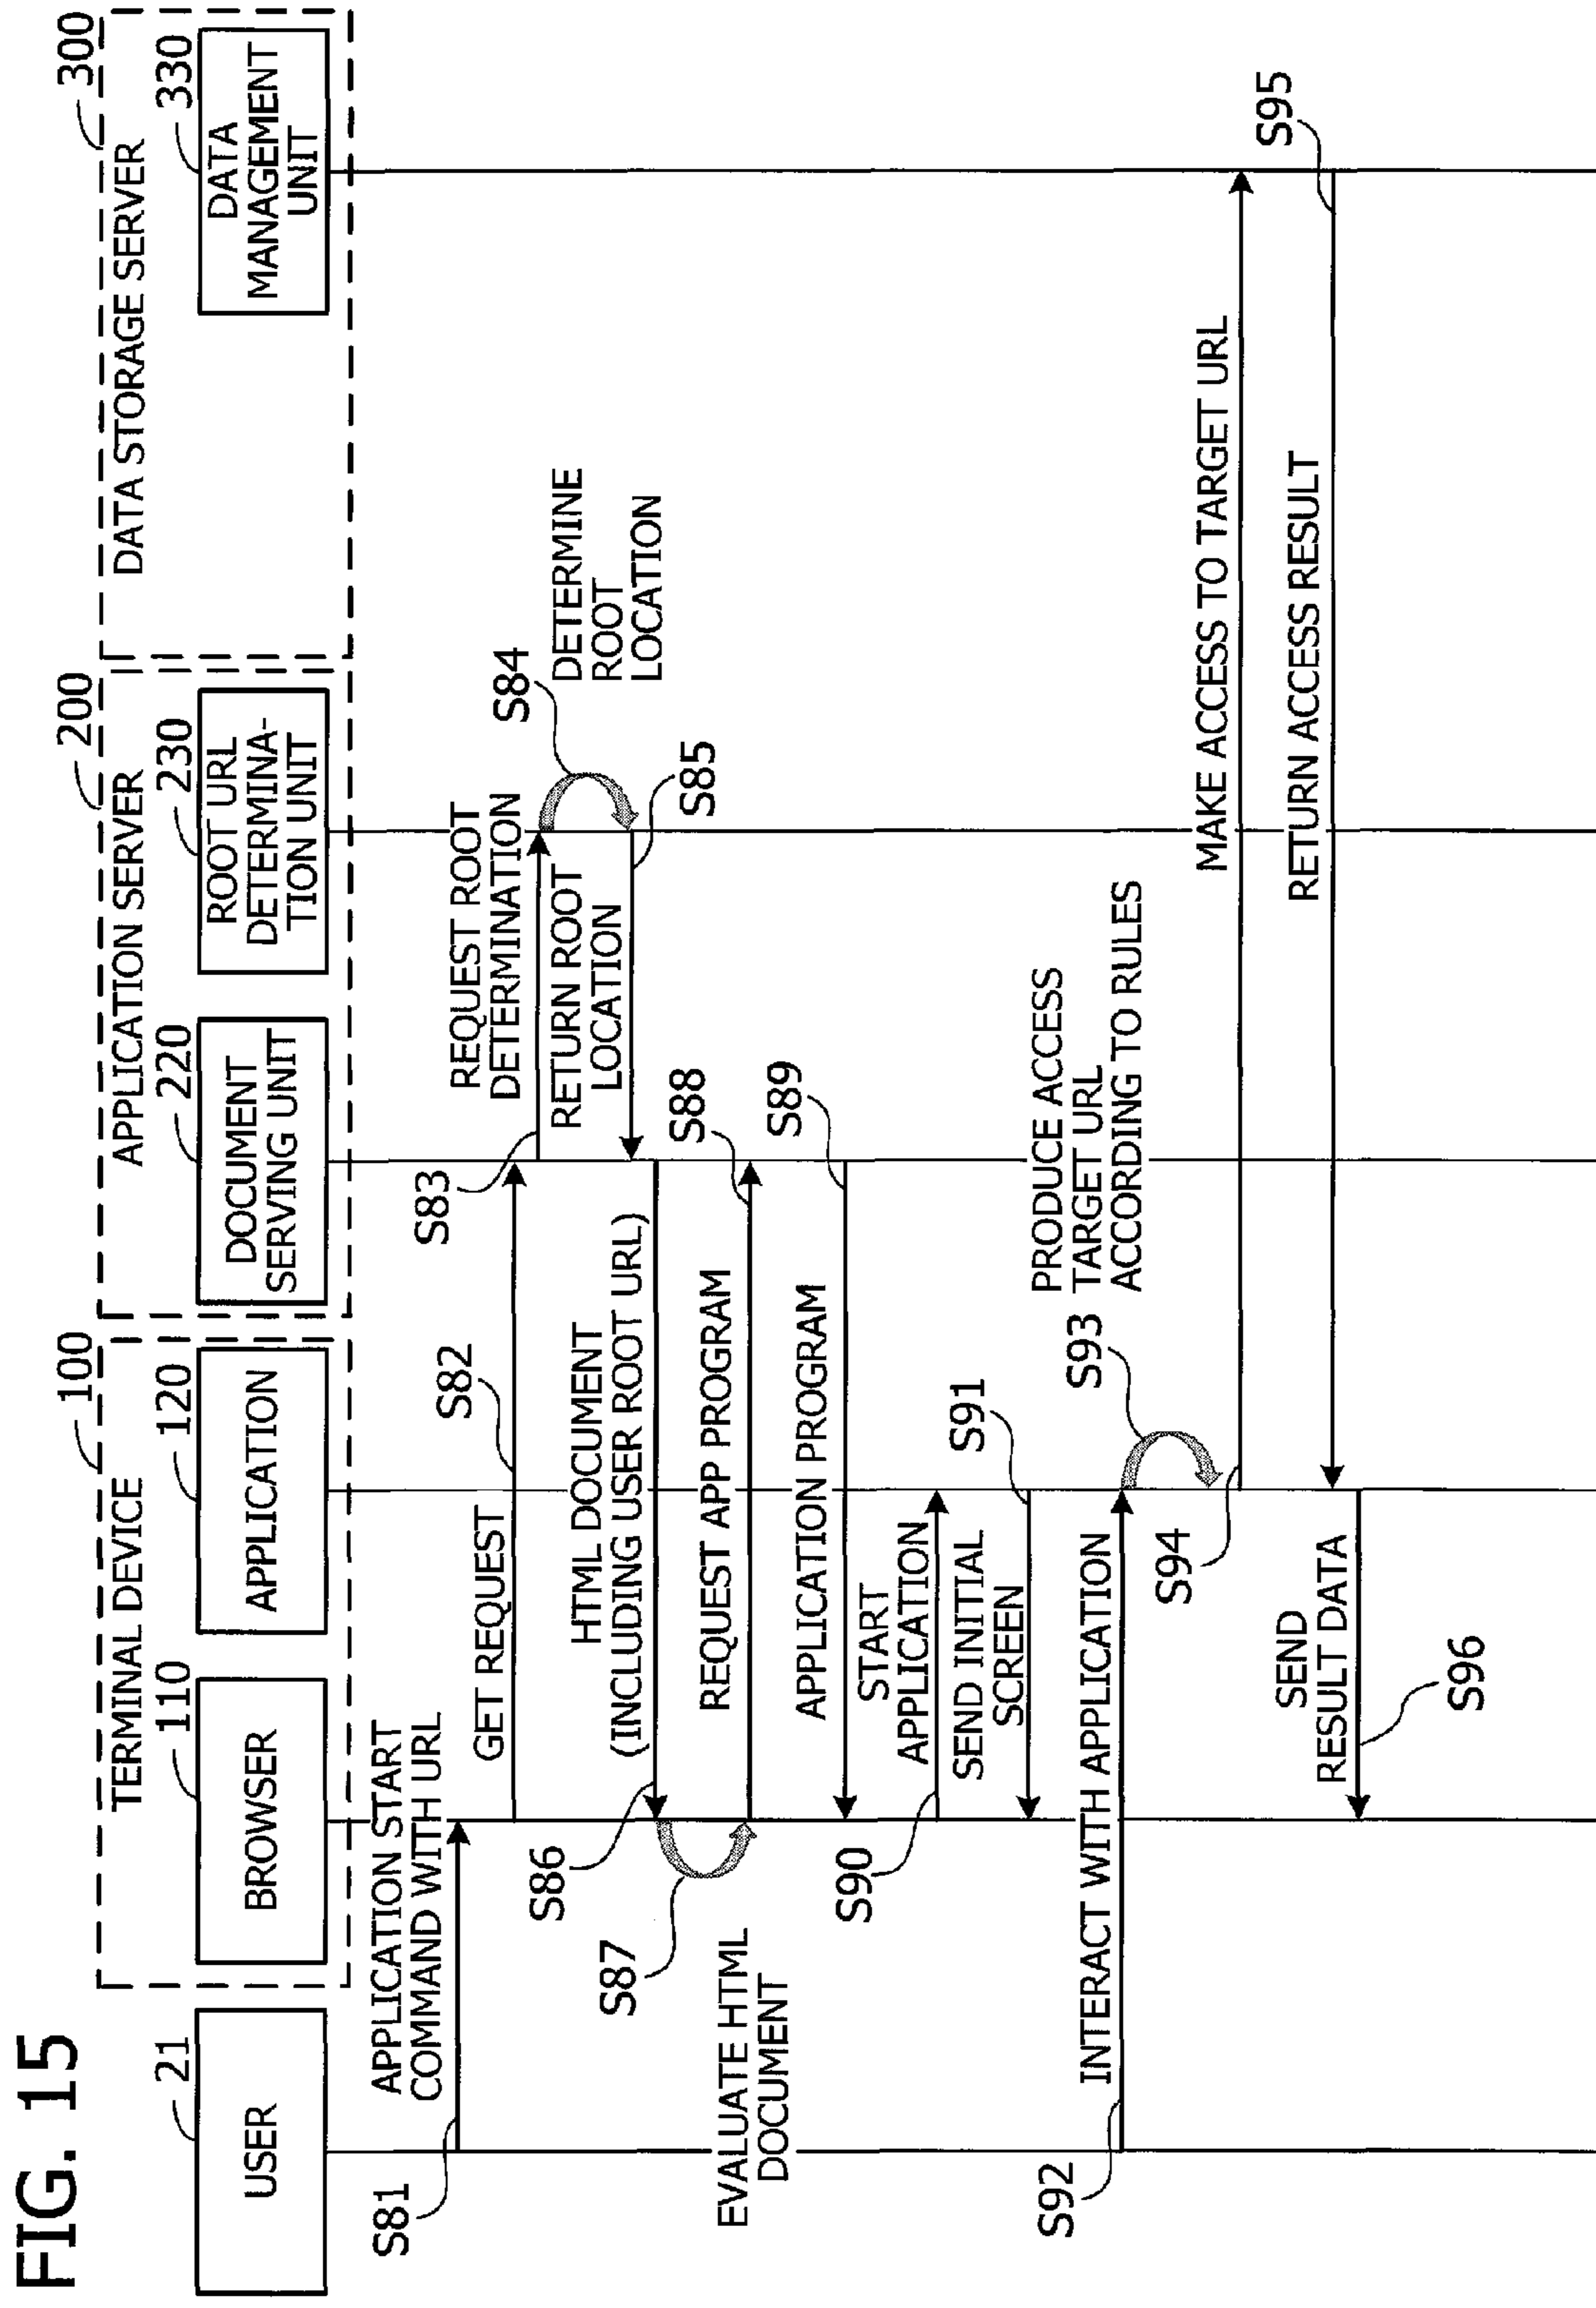 FIG. 15
21
USER
100
TERMINAL DEVICE
110
BROWSER
120
APPLICATION
200
APPLICATION SERVER
220
DOCUMENT
SERVING UNIT
230
ROOT URL
DETERMINA-
TION UNIT
300
DATA STORAGE SERVER
330
DATA
MANAGEMENT
UNIT
S81
APPLICATION START
COMMAND WITH URL
GET REQUEST
S82
S83
REQUEST ROOT
DETERMINATION
S84
DETERMINE
ROOT
LOCATION
RETURN ROOT
LOCATION
S85
S86
HTML DOCUMENT
(INCLUDING USER ROOT URL)
S87
EVALUATE HTML
DOCUMENT
REQUEST APP PROGRAM
S88
APPLICATION PROGRAM
S89
S90
START
APPLICATION
SEND INITIAL
SCREEN
S91
S92
INTERACT WITH APPLICATION
S93
PRODUCE ACCESS
TARGET URL
ACCORDING TO RULES
S94
MAKE ACCESS TO TARGET URL
RETURN ACCESS RESULT
S95
SEND
RESULT DATA
S96